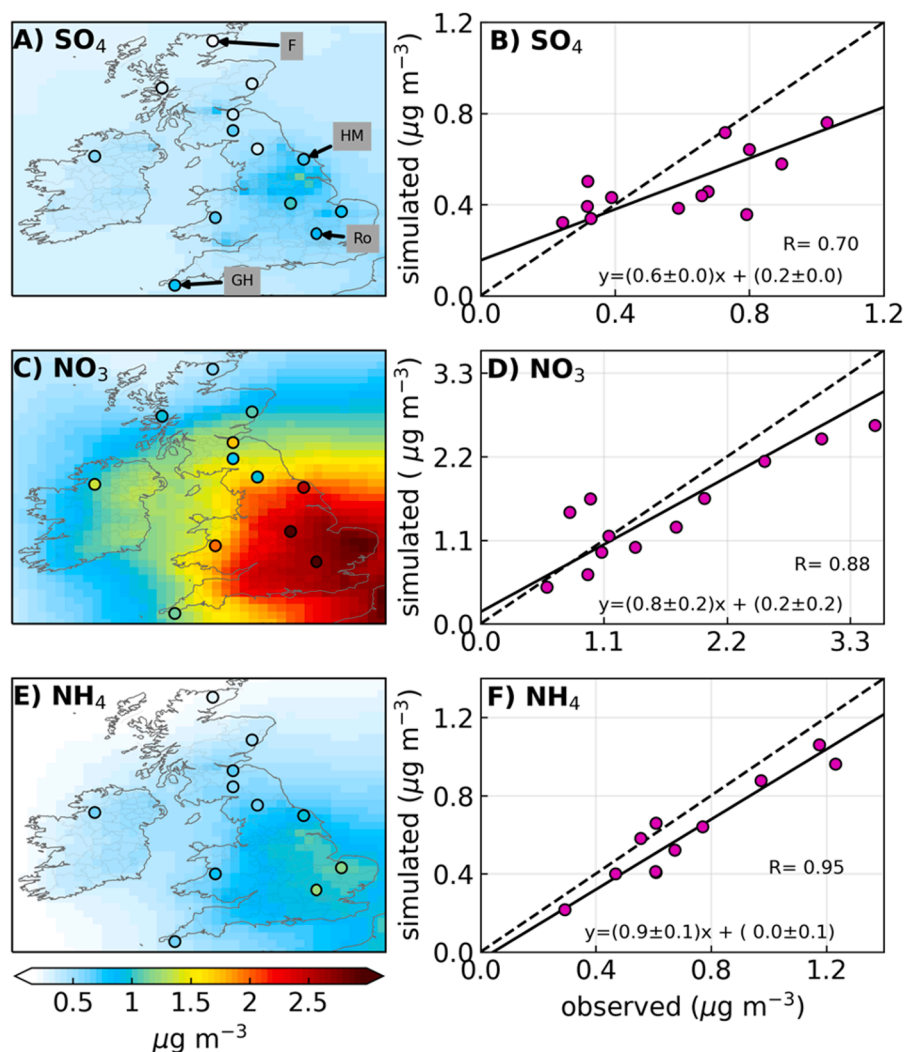 A) SO₄
F
HM
Ro
GH
B) SO₄
simulated (μg m⁻³)
1.2
0.8
0.4
0.0
R= 0.70
y=(0.6±0.0)x + (0.2±0.0)
0.0 0.4 0.8 1.2
C) NO₃
D) NO₃
simulated ( μg m⁻³)
3.3
2.2
1.1
0.0
R= 0.88
y=(0.8±0.2)x + (0.2±0.2)
0.0 1.1 2.2 3.3
E) NH₄
F) NH₄
simulated (μg m⁻³)
1.2
0.8
0.4
0.0
R= 0.95
y=(0.9±0.1)x + ( 0.0±0.1)
0.0 0.4 0.8 1.2
observed (μg m⁻³)
0.5 1 1.5 2 2.5
μg m⁻³